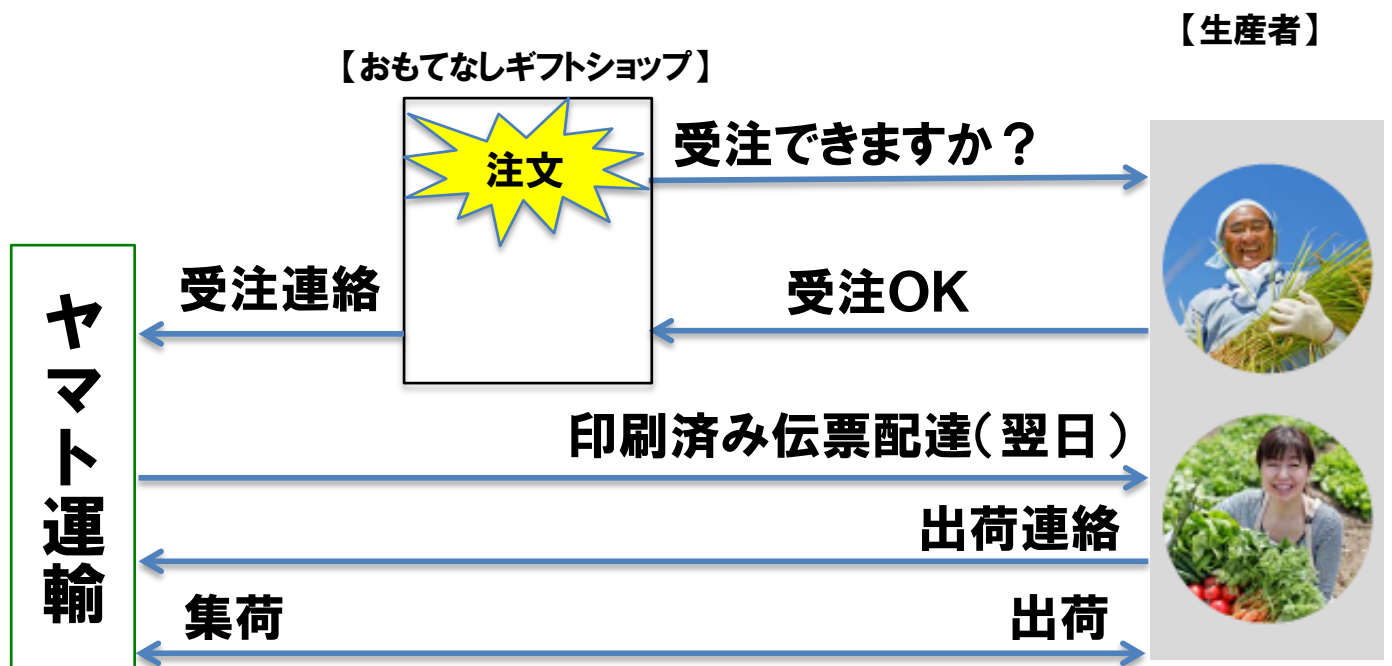 【生産者】
【おもてなしギフトショップ】
注文
受注できますか？
受注連絡
受注OK
ヤマト運輸
印刷済み伝票配達（翌日）
出荷連絡
集荷
出荷